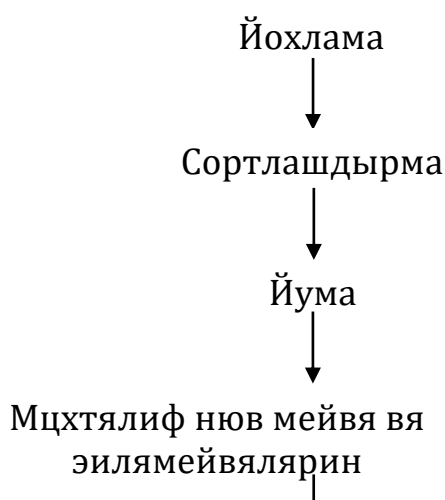 Йохлама
Сортлашдырма
Йума
Мцхтялиф нюв мейвя вя
эилямейвялярин